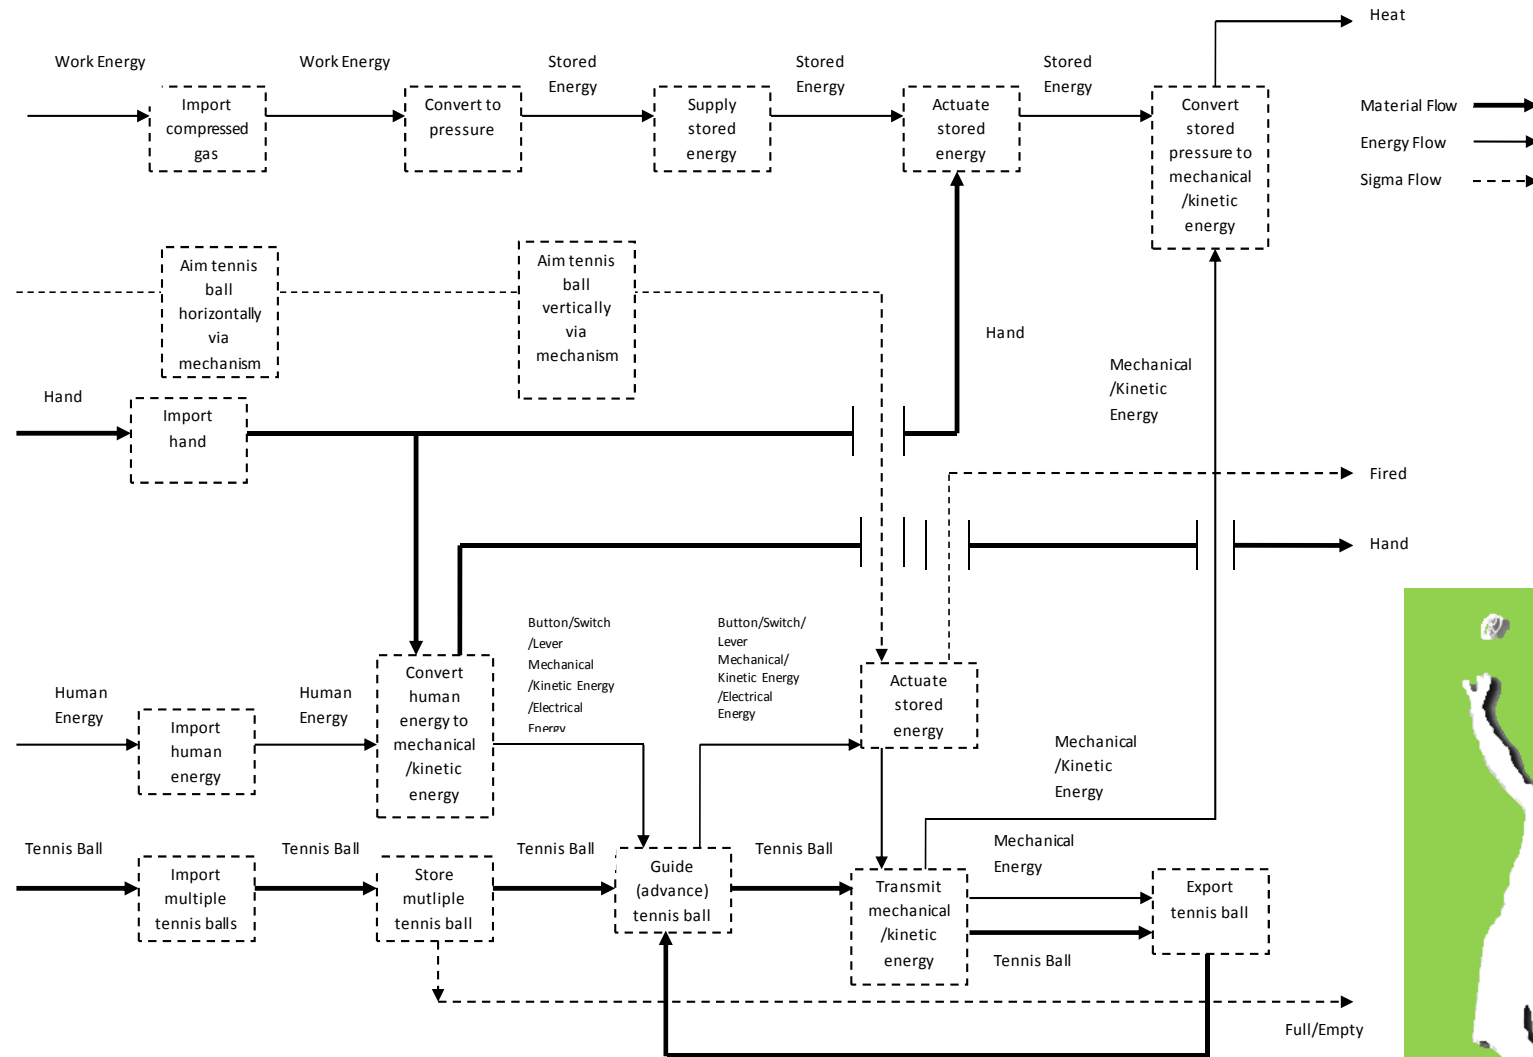 Heat
Work Energy
Work Energy
Stored
Energy
Stored
Energy
Stored
Energy
Import
compressed
gas
Convert to
pressure
Supply
stored
energy
Actuate
stored
energy
Convert
stored
pressure to
mechanical
/kinetic
energy
Material Flow
Energy Flow
Sigma Flow
Aim tennis
ball
horizontally
via
mechanism
Aim tennis
ball
vertically
via
mechanism
Hand
Mechanical
/Kinetic
Energy
Hand
Import
hand
Fired
Hand
Button/Switch
/Lever
Mechanical
/Kinetic Energy
/Electrical
Energy
Button/Switch/
Lever
Mechanical/
Kinetic Energy
/Electrical
Energy
Human
Energy
Import
human
energy
Human
Energy
Convert
human
energy to
mechanical
/kinetic
energy
Actuate
stored
energy
Mechanical
/Kinetic
Energy
Tennis Ball
Import
multiple
tennis balls
Tennis Ball
Store
mutliple
tennis ball
Tennis Ball
Guide
(advance)
tennis ball
Tennis Ball
Transmit
mechanical
/kinetic
energy
Mechanical
Energy
Tennis Ball
Export
tennis ball
Full/Empty